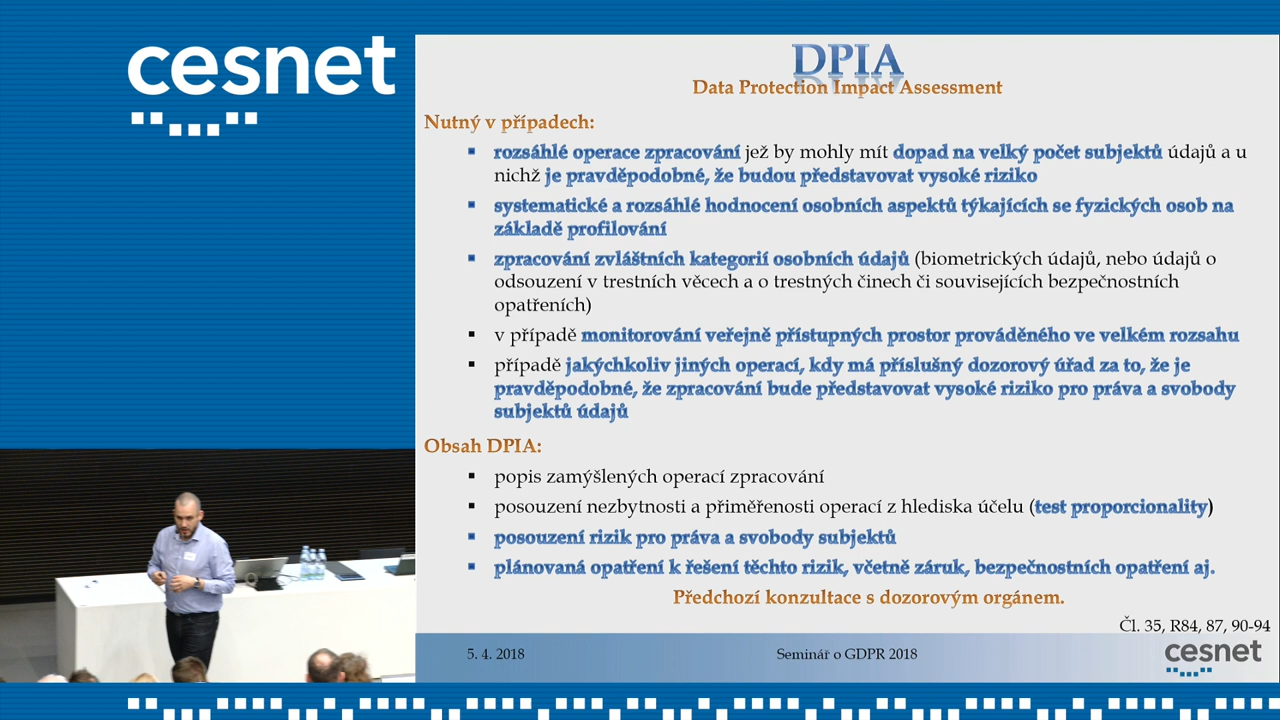 cesnet
DPIA
Data Protection Impact Assessment
Nutný v případech:
▪ rozsáhlé operace zpracování jež by mohly mít dopad na velký počet subjektů údajů a u
nichž je pravděpodobné, že budou představovat vysoké riziko
▪ systematické a rozsáhlé hodnocení osobních aspektů týkajících se fyzických osob na
základě profilování
▪ zpracování zvláštních kategorií osobních údajů (biometrických údajů, nebo údajů o
odsouzení v trestních věcech a o trestných činech či souvisejících bezpečnostních
opatřeních)
▪ v případě monitorování veřejně přístupných prostor prováděného ve velkém rozsahu
▪ případě jakýchkoliv jiných operací, kdy má příslušný dozorový úřad za to, že je
pravděpodobné, že zpracování bude představovat vysoké riziko pro práva a svobody
subjektů údajů
Obsah DPIA:
▪ popis zamýšlených operací zpracování
▪ posouzení nezbytnosti a přiměřenosti operací z hlediska účelu (test proporcionality)
▪ posouzení rizik pro práva a svobody subjektů
▪ plánovaná opatření k řešení těchto rizik, včetně záruk, bezpečnostních opatření aj.
Předchozí konzultace s dozorovým orgánem.
Čl. 35, R84, 87, 90-94
5. 4. 2018
Seminář o GDPR 2018
cesnet